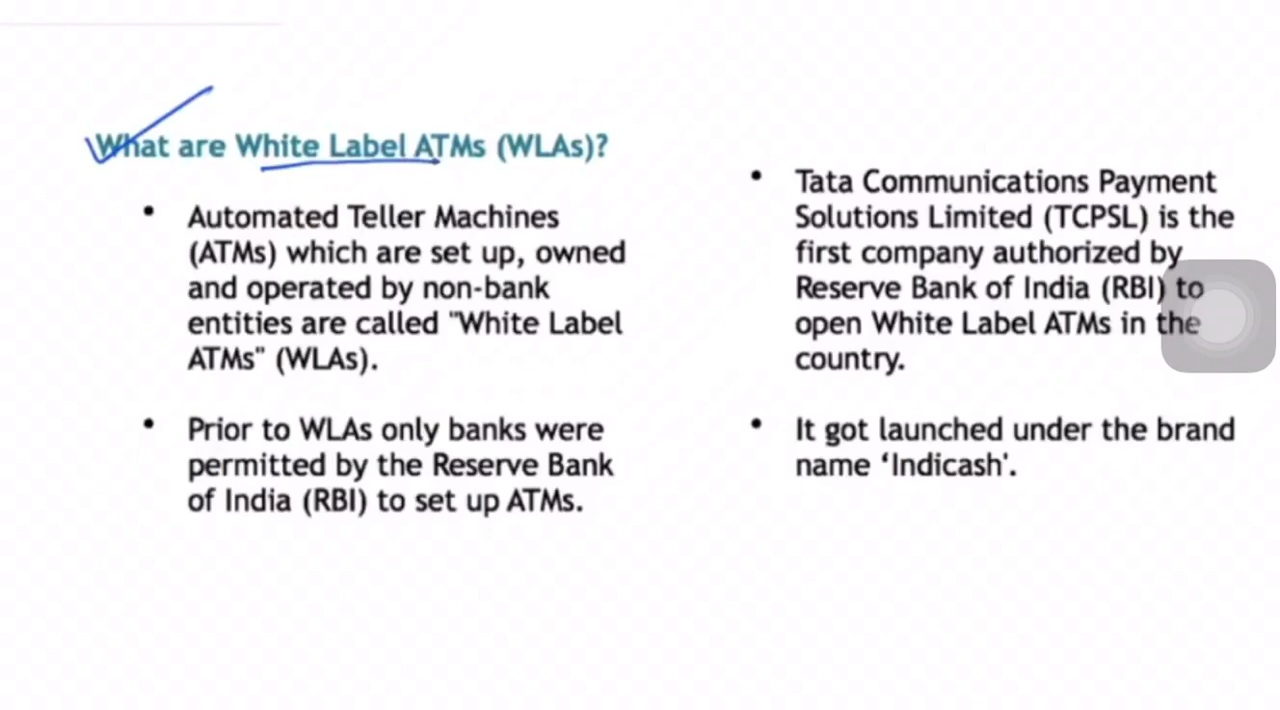 What are White Label ATMs (WLAs)?
Automated Teller Machines
(ATMs) which are set up, owned
and operated by non-bank
entities are called "White Label
ATMs" (WLAs).
Prior to WLAs only banks were
permitted by the Reserve Bank
of India (RBI) to set up ATMs.
Tata Communications Payment
Solutions Limited (TCPSL) is the
first company authorized by
Reserve Bank of India (RBI) to
open White Label ATMs in the
country.
It got launched under the brand
name ‘Indicash'.